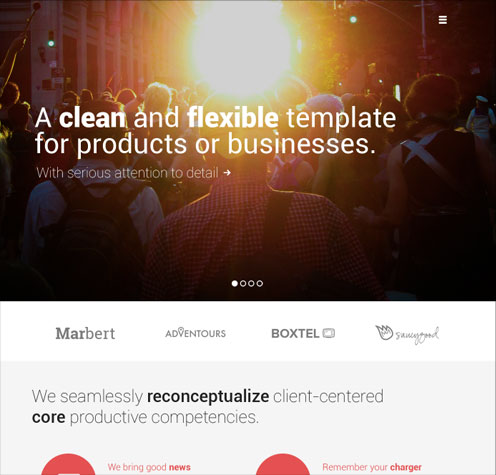 A clean and flexible template
for products or businesses.
With serious attention to detail
Marbert
ADVENTOURS
BOXTEL
saucygood
We seamlessly reconceptualize client-centered
core productive competencies.
We bring good news
Remember your charger